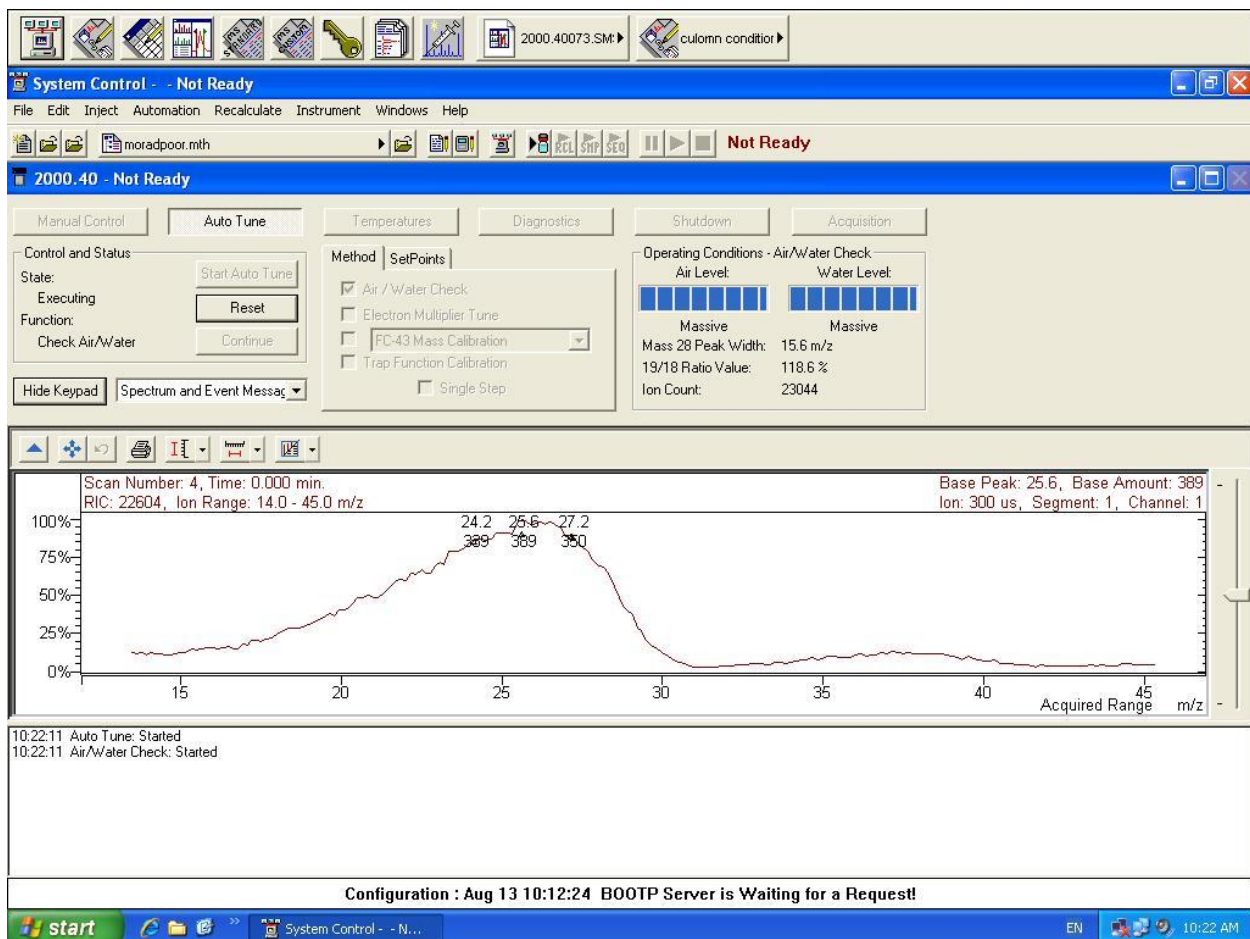 MS STANDARD
MS CUSTOM
2000.40073.SM
culomn condition
System Control - - Not Ready
File Edit Inject Automation Recalculate Instrument Windows Help
moradpoor.mth
RCL SMP SEQ
Not Ready
2000.40 - Not Ready
Manual Control Auto Tune Temperatures Diagnostics Shutdown Acquisition
Control and Status
State:
Executing
Function:
Check Air/Water
Start Auto Tune
Reset
Continue
Hide Keypad
Spectrum and Event Messag
Method SetPoints
Air / Water Check
Electron Multiplier Tune
FC-43 Mass Calibration
Trap Function Calibration
Single Step
Operating Conditions - Air/Water Check
Air Level: Water Level:
Massive Massive
Mass 28 Peak Width: 15.6 m/z
19/18 Ratio Value: 118.6 %
Ion Count: 23044
Scan Number: 4, Time: 0.000 min.
RIC: 22604, Ion Range: 14.0 - 45.0 m/z
Base Peak: 25.6, Base Amount: 389
Ion: 300 us, Segment: 1, Channel: 1
100%
75%
50%
25%
0%
24.2 25.6 27.2
389 389 350
15 20 25 30 35 40 45
Acquired Range m/z
10:22:11 Auto Tune: Started
10:22:11 Air/Water Check: Started
Configuration : Aug 13 10:12:24 BOOTP Server is Waiting for a Request!
start
System Control - - N...
EN
10:22 AM